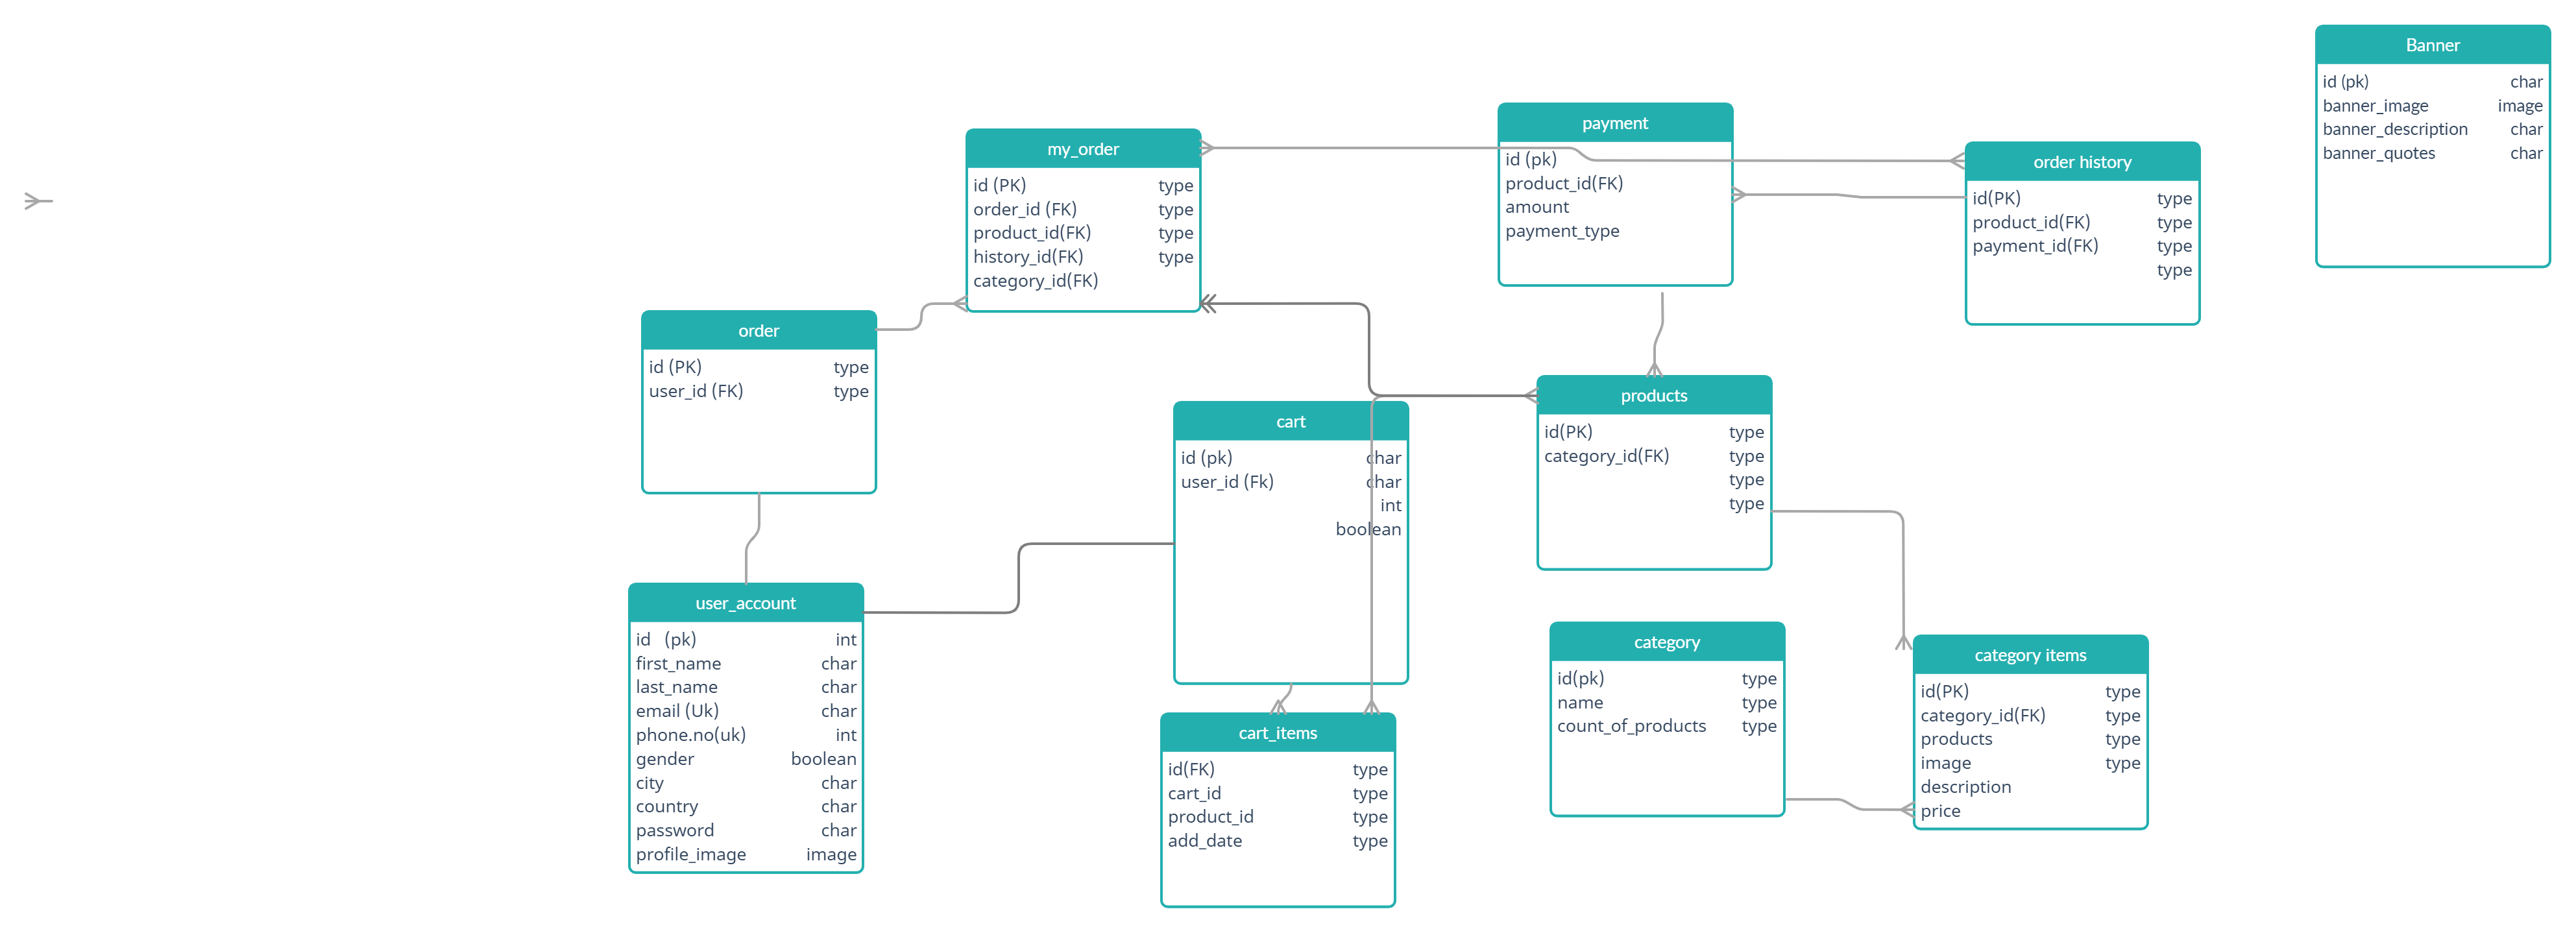 Banner
id (pk) char
banner_image image
banner_description char
banner_quotes char
payment
id (pk)
product_id(FK)
amount
payment_type
my_order
id (PK) type
order_id (FK) type
product_id(FK) type
history_id(FK) type
category_id(FK)
order history
id(PK) type
product_id(FK) type
payment_id(FK) type
type
order
id (PK) type
user_id (FK) type
products
id(PK) type
category_id(FK) type
type
type
cart
id (pk) char
user_id (Fk) char
int
boolean
user_account
id (pk) int
first_name char
last_name char
email (Uk) char
phone.no(uk) int
gender boolean
city char
country char
password char
profile_image image
category
id(pk) type
name type
count_of_products type
category items
id(PK) type
category_id(FK) type
products type
image type
description
price
cart_items
id(FK) type
cart_id type
product_id type
add_date type